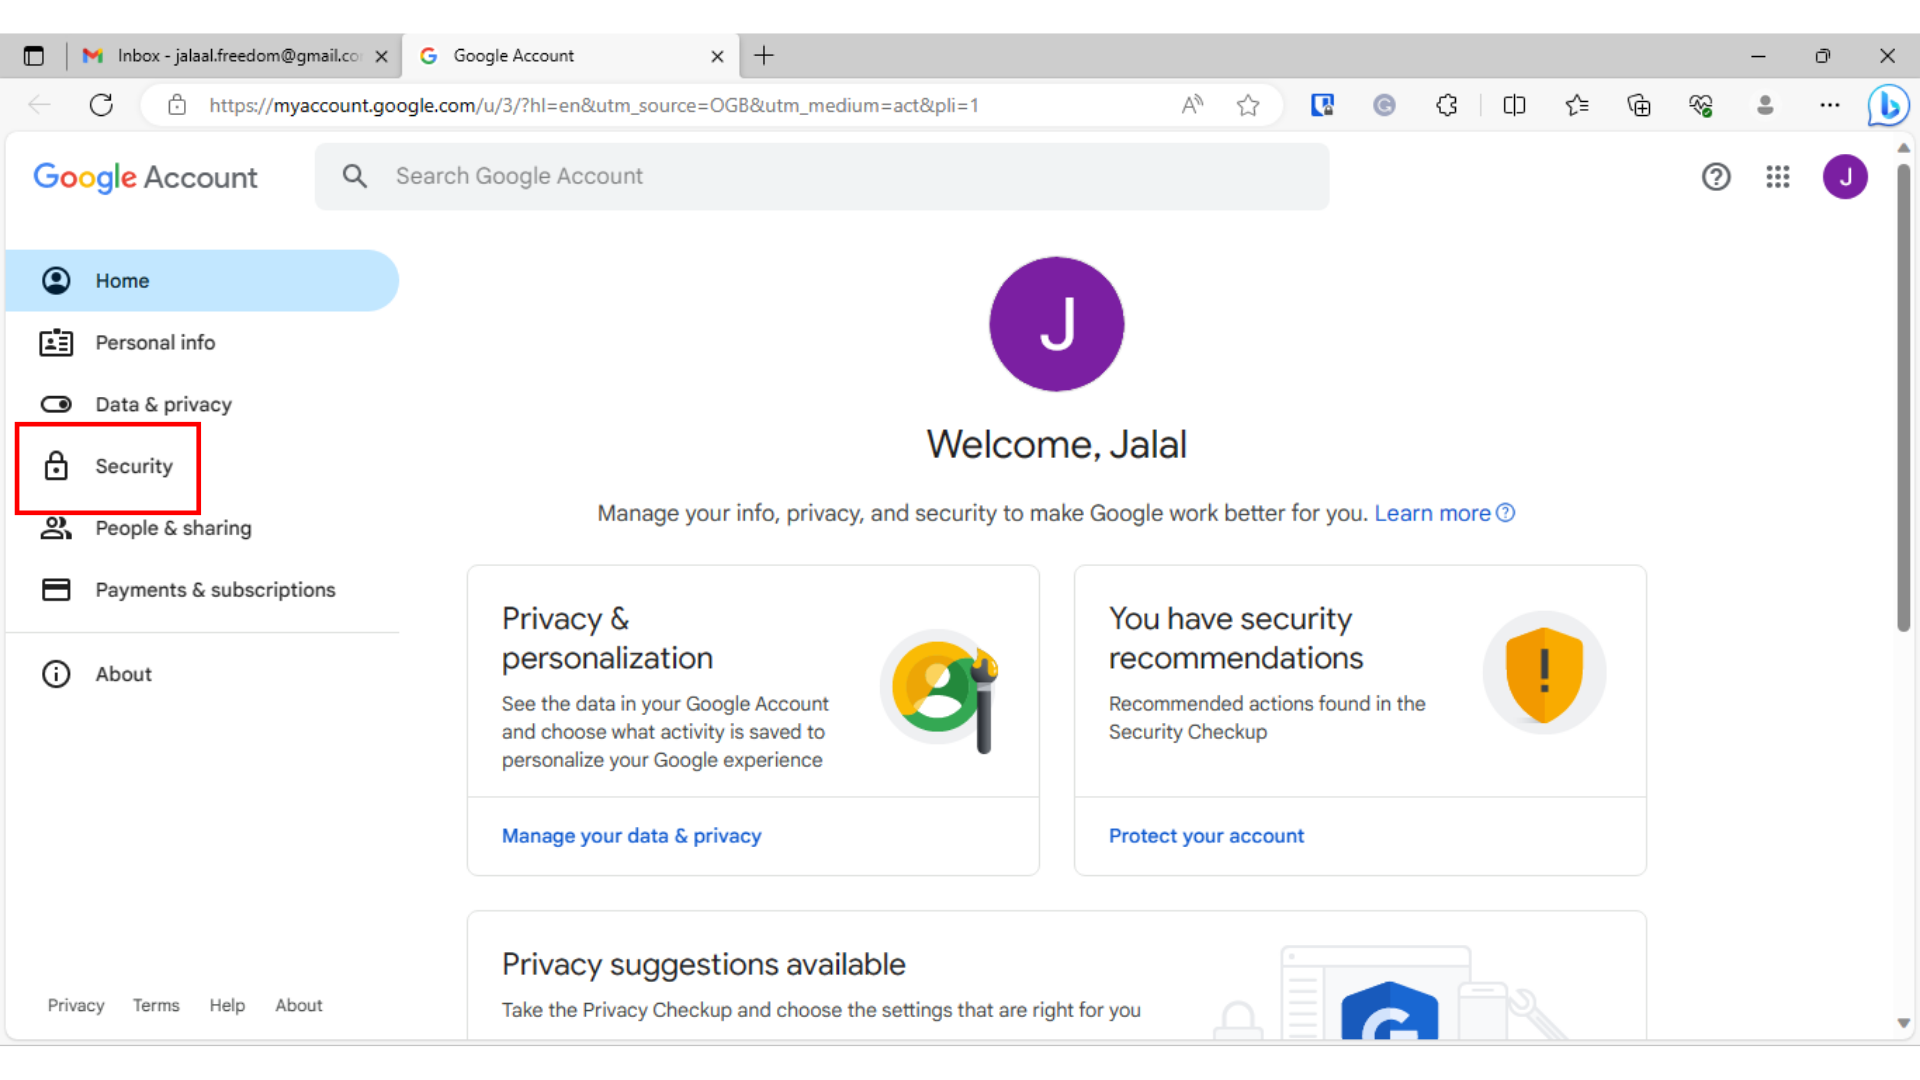 Inbox - jalaal.freedom@gmail.co
Google Account
https://myaccount.google.com/u/3/?hl=en&utm_source=OGB&utm_medium=act&pli=1
Google Account
Search Google Account
J
Home
Personal info
Data & privacy
Security
People & sharing
Payments & subscriptions
About
J
Welcome, Jalal
Manage your info, privacy, and security to make Google work better for you. Learn more
Privacy &
personalization
See the data in your Google Account
and choose what activity is saved to
personalize your Google experience
Manage your data & privacy
You have security
recommendations
Recommended actions found in the
Security Checkup
Protect your account
Privacy suggestions available
Take the Privacy Checkup and choose the settings that are right for you
Privacy Terms Help About